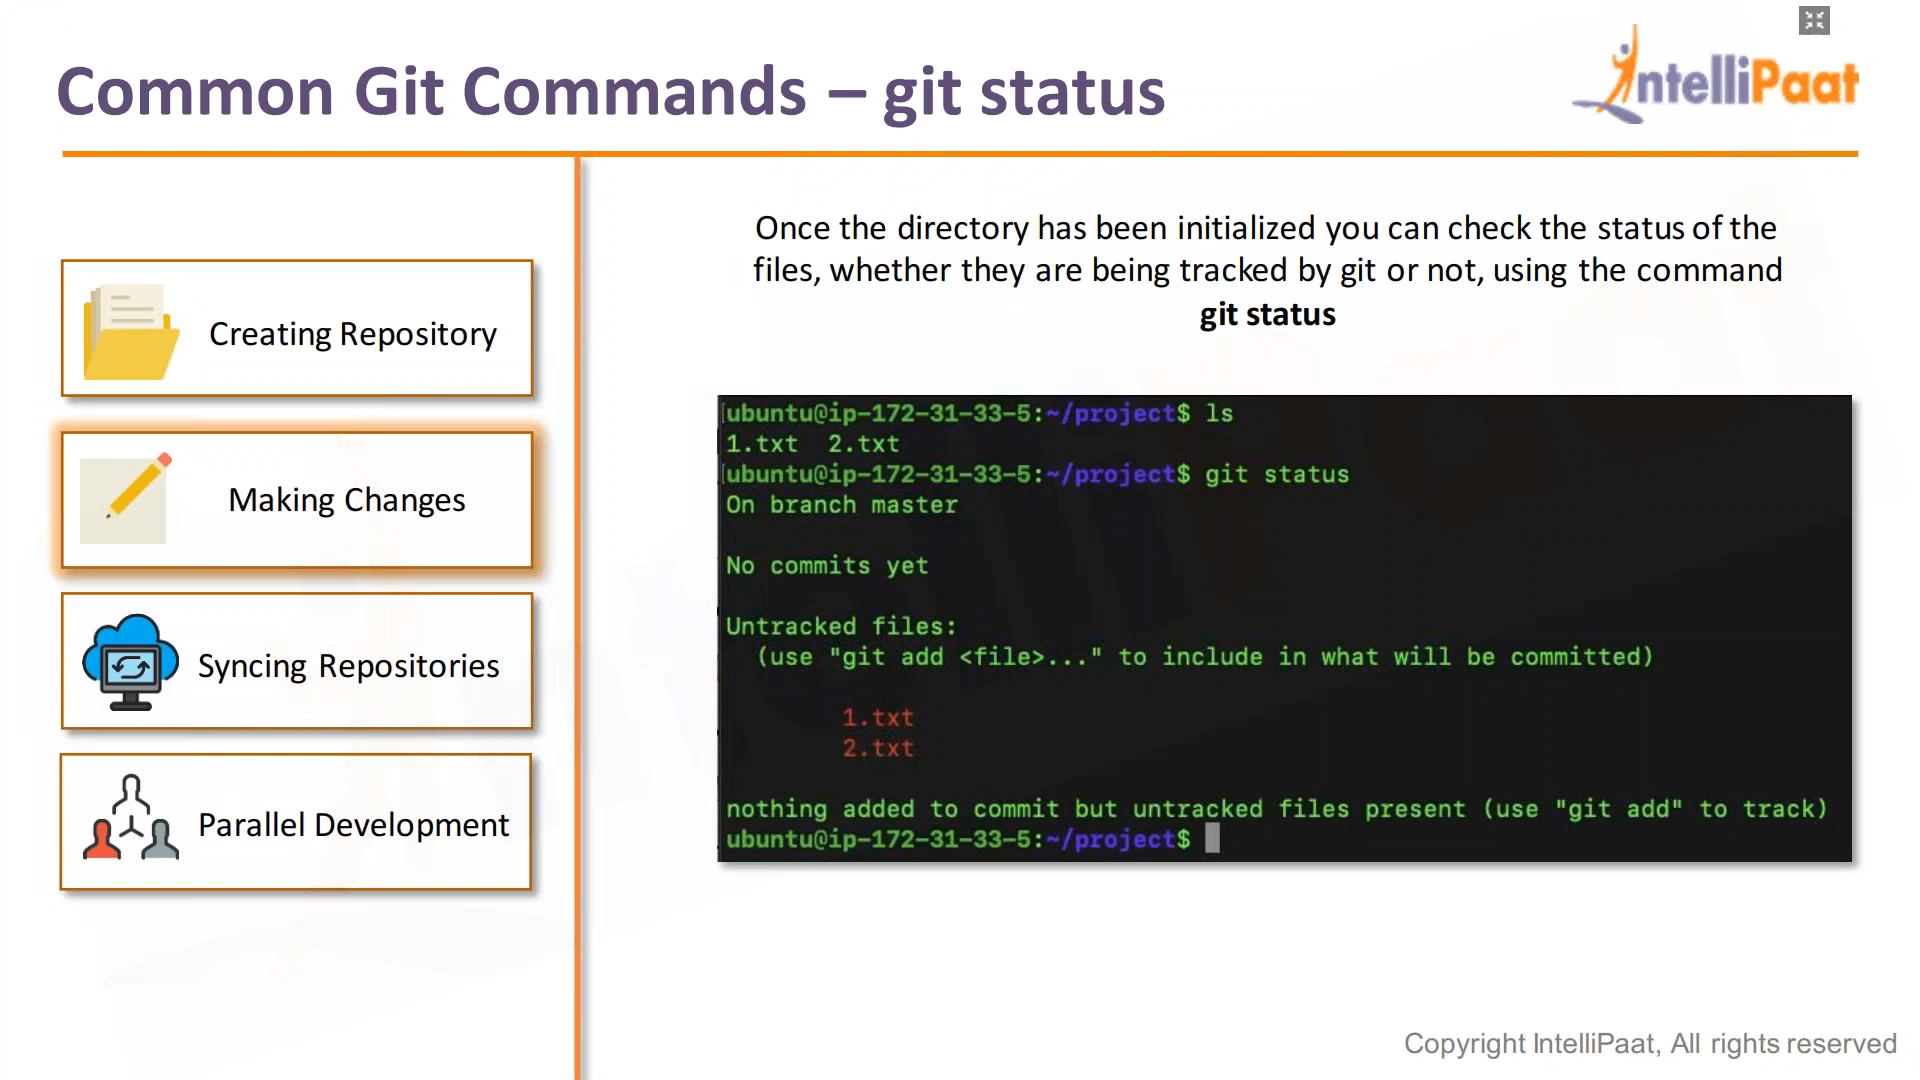 Common Git Commands – git status
IntelliPaat
Creating Repository
Making Changes
Syncing Repositories
Parallel Development
Once the directory has been initialized you can check the status of the
files, whether they are being tracked by git or not, using the command
git status
[ubuntu@ip-172-31-33-5:~/project$ ls
1.txt  2.txt
[ubuntu@ip-172-31-33-5:~/project$ git status
On branch master
No commits yet
Untracked files:
  (use "git add <file>..." to include in what will be committed)
        1.txt
        2.txt
nothing added to commit but untracked files present (use "git add" to track)
ubuntu@ip-172-31-33-5:~/project$
Copyright IntelliPaat, All rights reserved